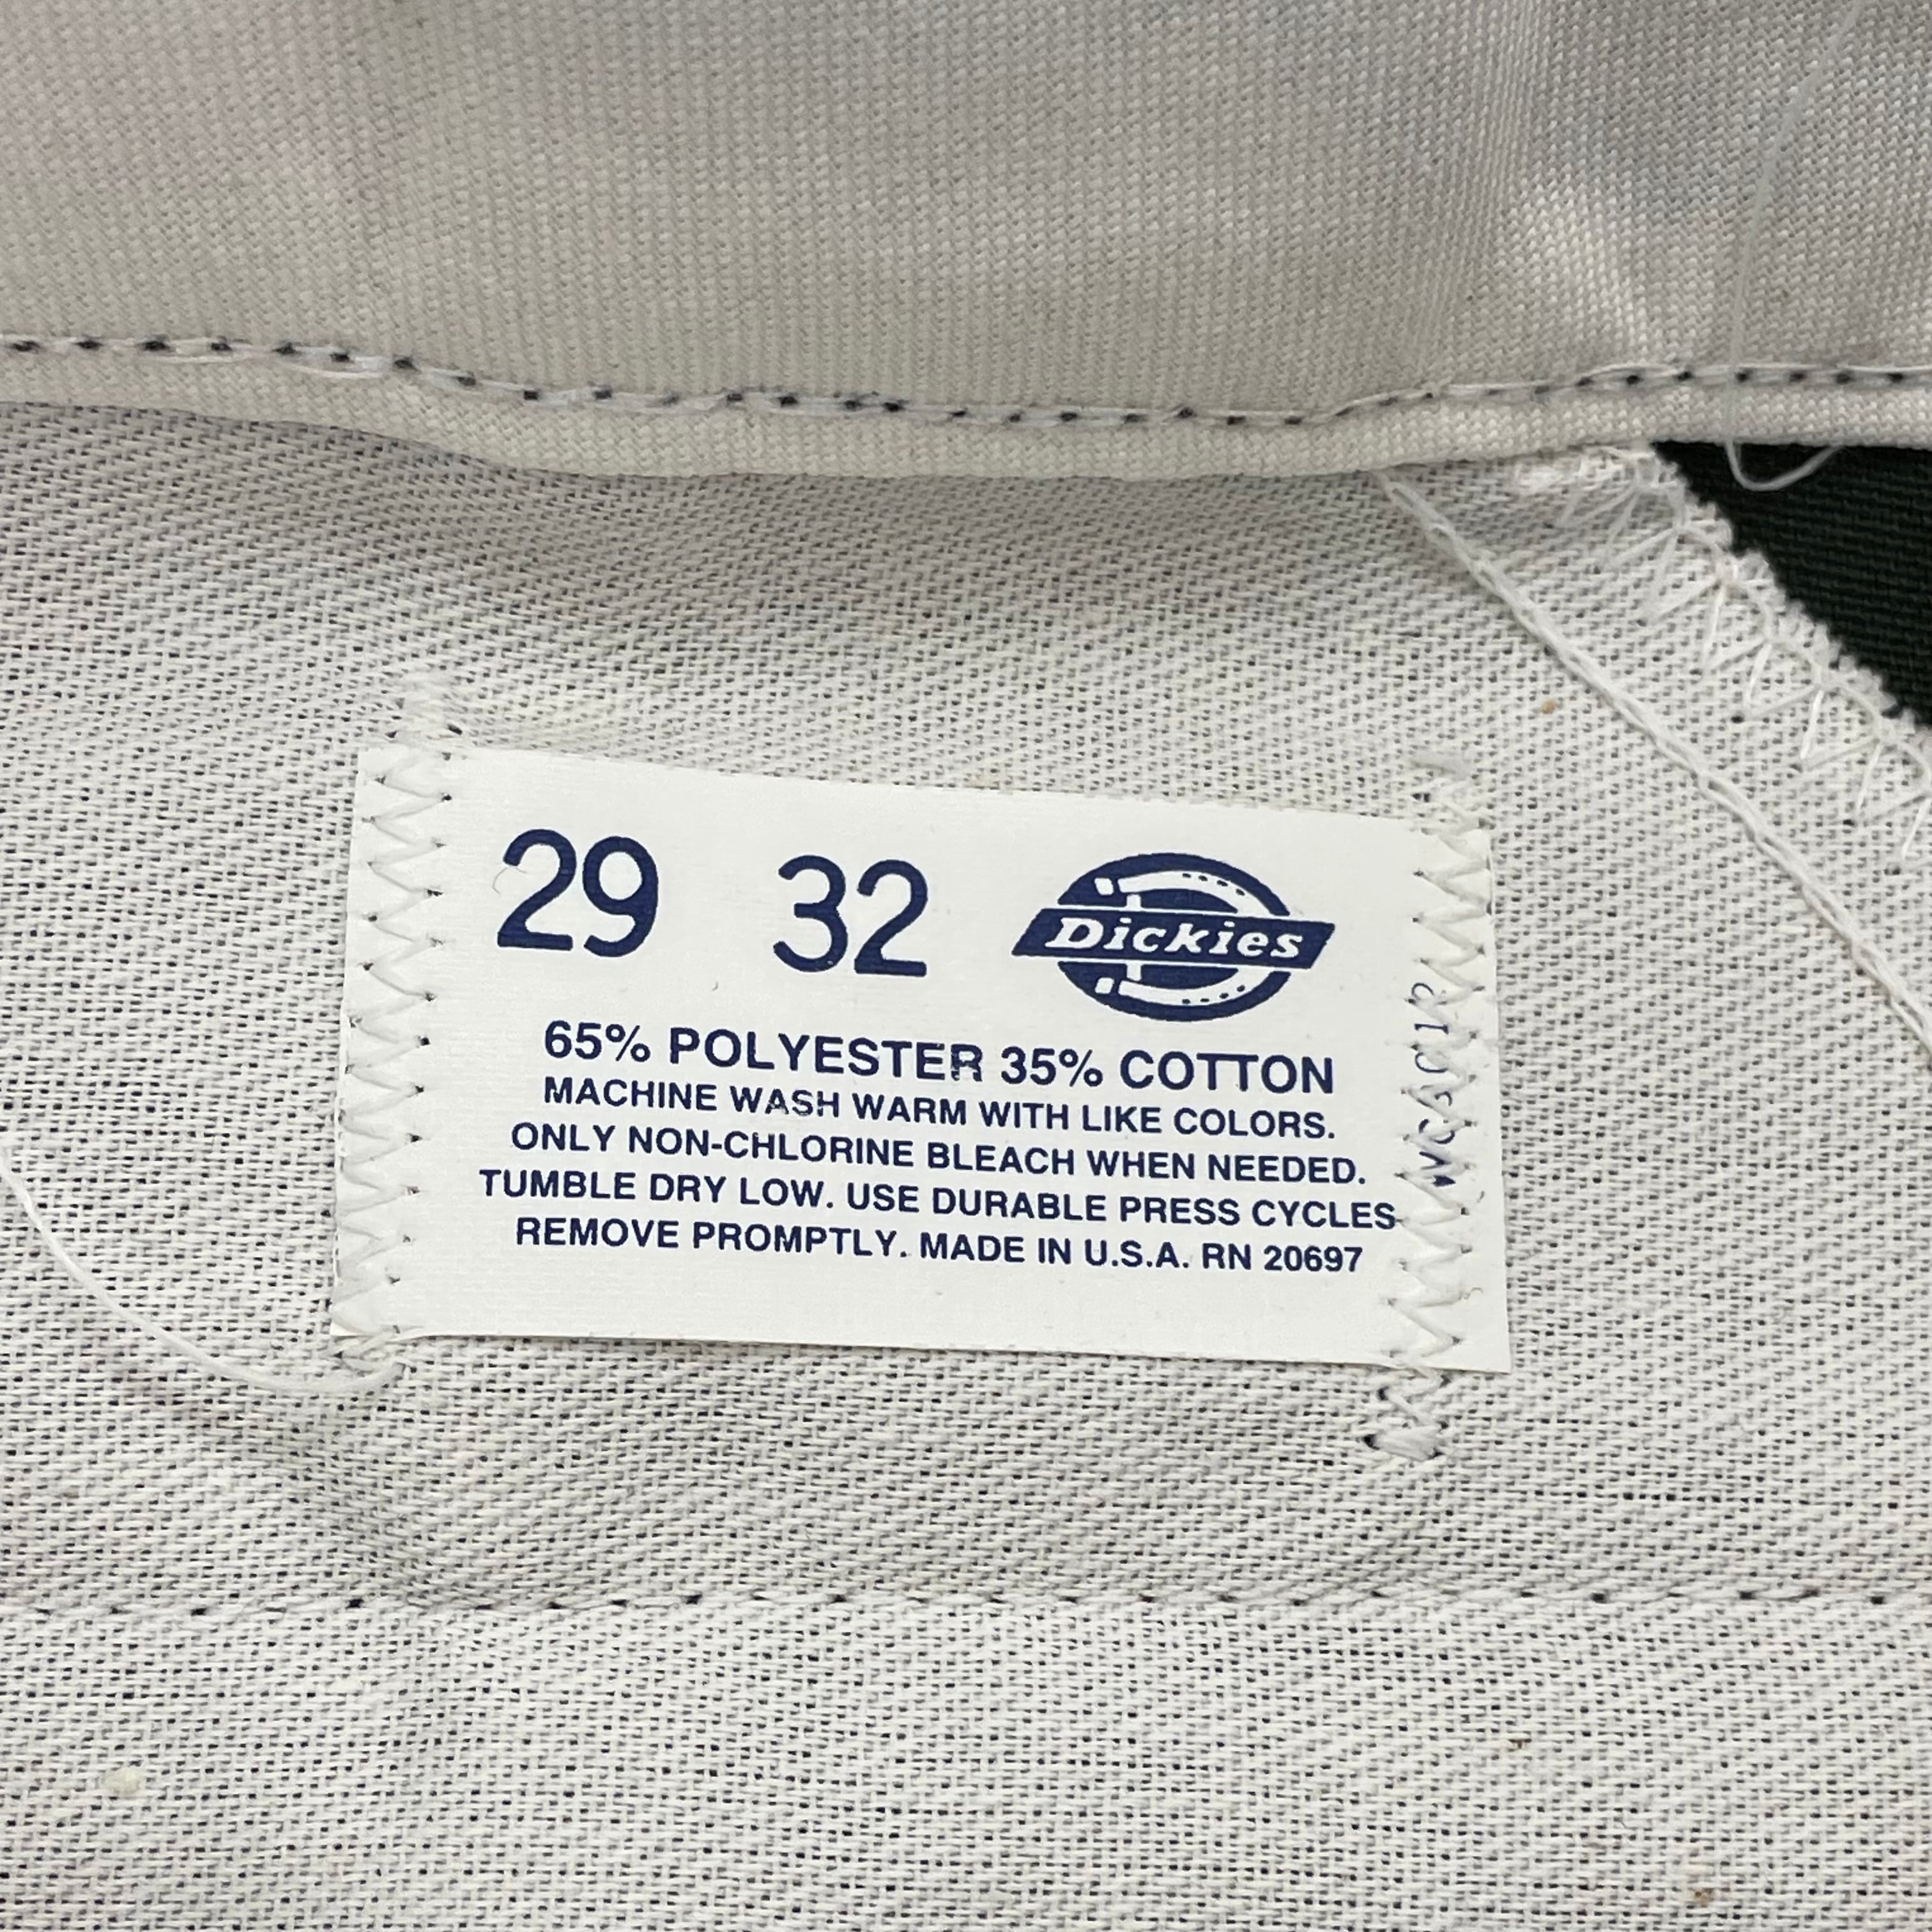 29 32 Dickies
65% POLYESTER 35% COTTON
MACHINE WASH WARM WITH LIKE COLORS.
ONLY NON-CHLORINE BLEACH WHEN NEEDED.
TUMBLE DRY LOW. USE DURABLE PRESS CYCLES
REMOVE PROMPTLY. MADE IN U.S.A. RN 20697